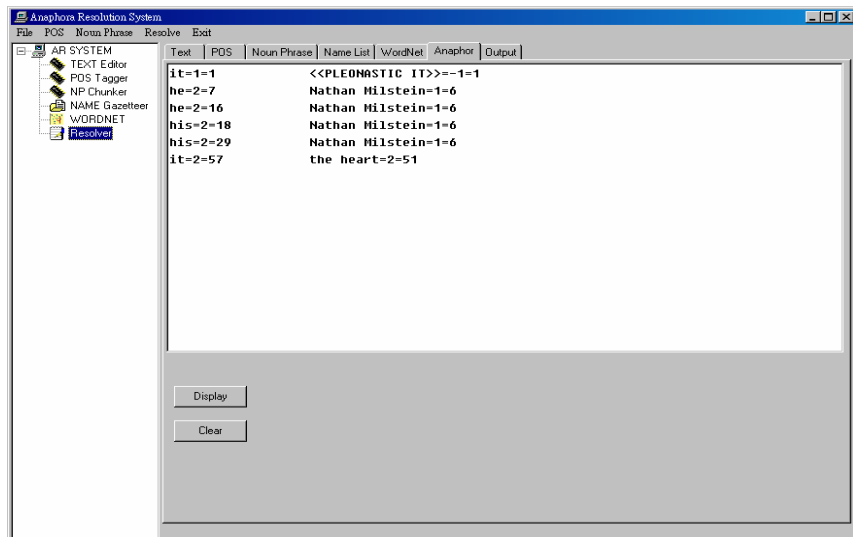 Anaphora Resolution System
File POS Noun Phrase Resolve Exit
AR SYSTEM
TEXT Editor
POS Tagger
NP Chunker
NAME Gazetteer
WORDNET
Resolver
Text POS Noun Phrase Name List WordNet Anaphor Output
it=1=1 <<PLEONASTIC IT>>=-1=1
he=2=7 Nathan Milstein=1=6
he=2=16 Nathan Milstein=1=6
his=2=18 Nathan Milstein=1=6
his=2=29 Nathan Milstein=1=6
it=2=57 the heart=2=51
Display
Clear